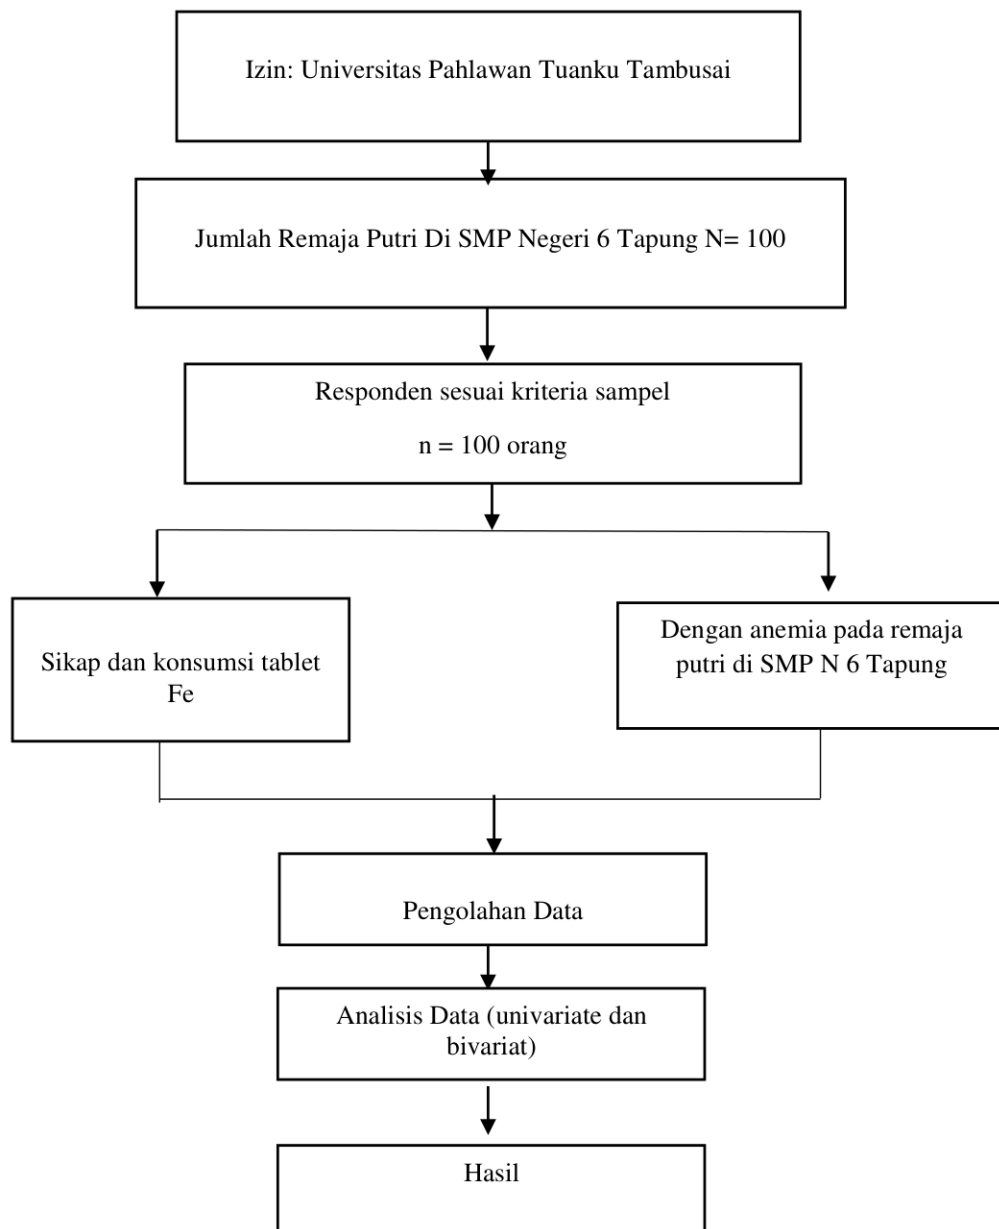 Izin: Universitas Pahlawan Tuanku Tambusai
Jumlah Remaja Putri Di SMP Negeri 6 Tapung N= 100
Responden sesuai kriteria sampel
n = 100 orang
Sikap dan konsumsi tablet
Fe
Dengan anemia pada remaja
putri di SMP N 6 Tapung
Pengolahan Data
Analisis Data (univariate dan
bivariat)
Hasil